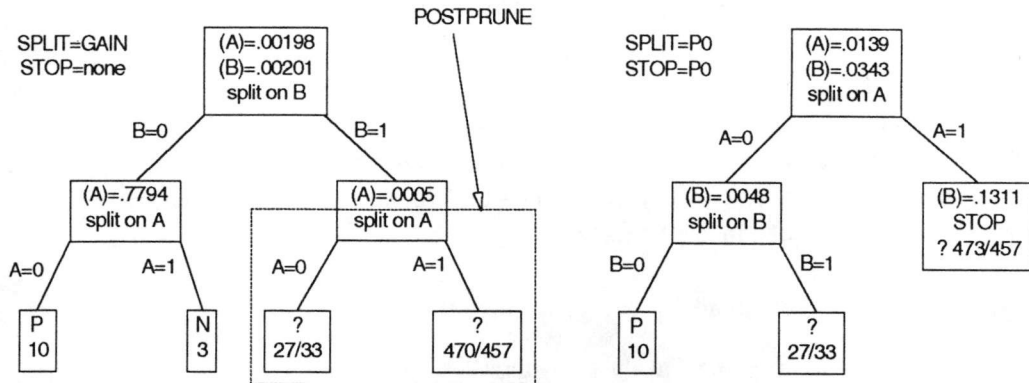 POSTPRUNE
SPLIT=GAIN
STOP=none
(A)=.00198
(B)=.00201
split on B
B=0
B=1
(A)=.7794
split on A
(A)=.0005
split on A
A=0
A=1
A=0
A=1
P
10
N
3
?
27/33
?
470/457
SPLIT=P0
STOP=P0
(A)=.0139
(B)=.0343
split on A
A=0
A=1
(B)=.0048
split on B
(B)=.1311
STOP
? 473/457
B=0
B=1
P
10
?
27/33